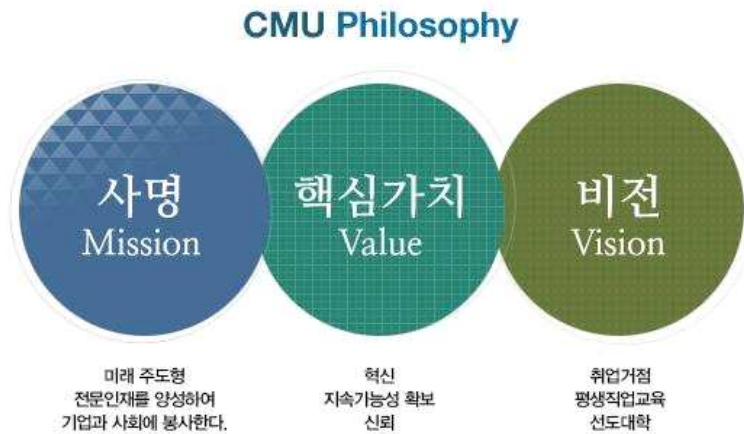 CMU Philosophy
사명
Mission
핵심가치
Value
비전
Vision
미래 주도형
전문인재를 양성하여
기업과 사회에 봉사한다.
혁신
지속가능성 확보
신뢰
취업거점
평생직업교육
선도대학